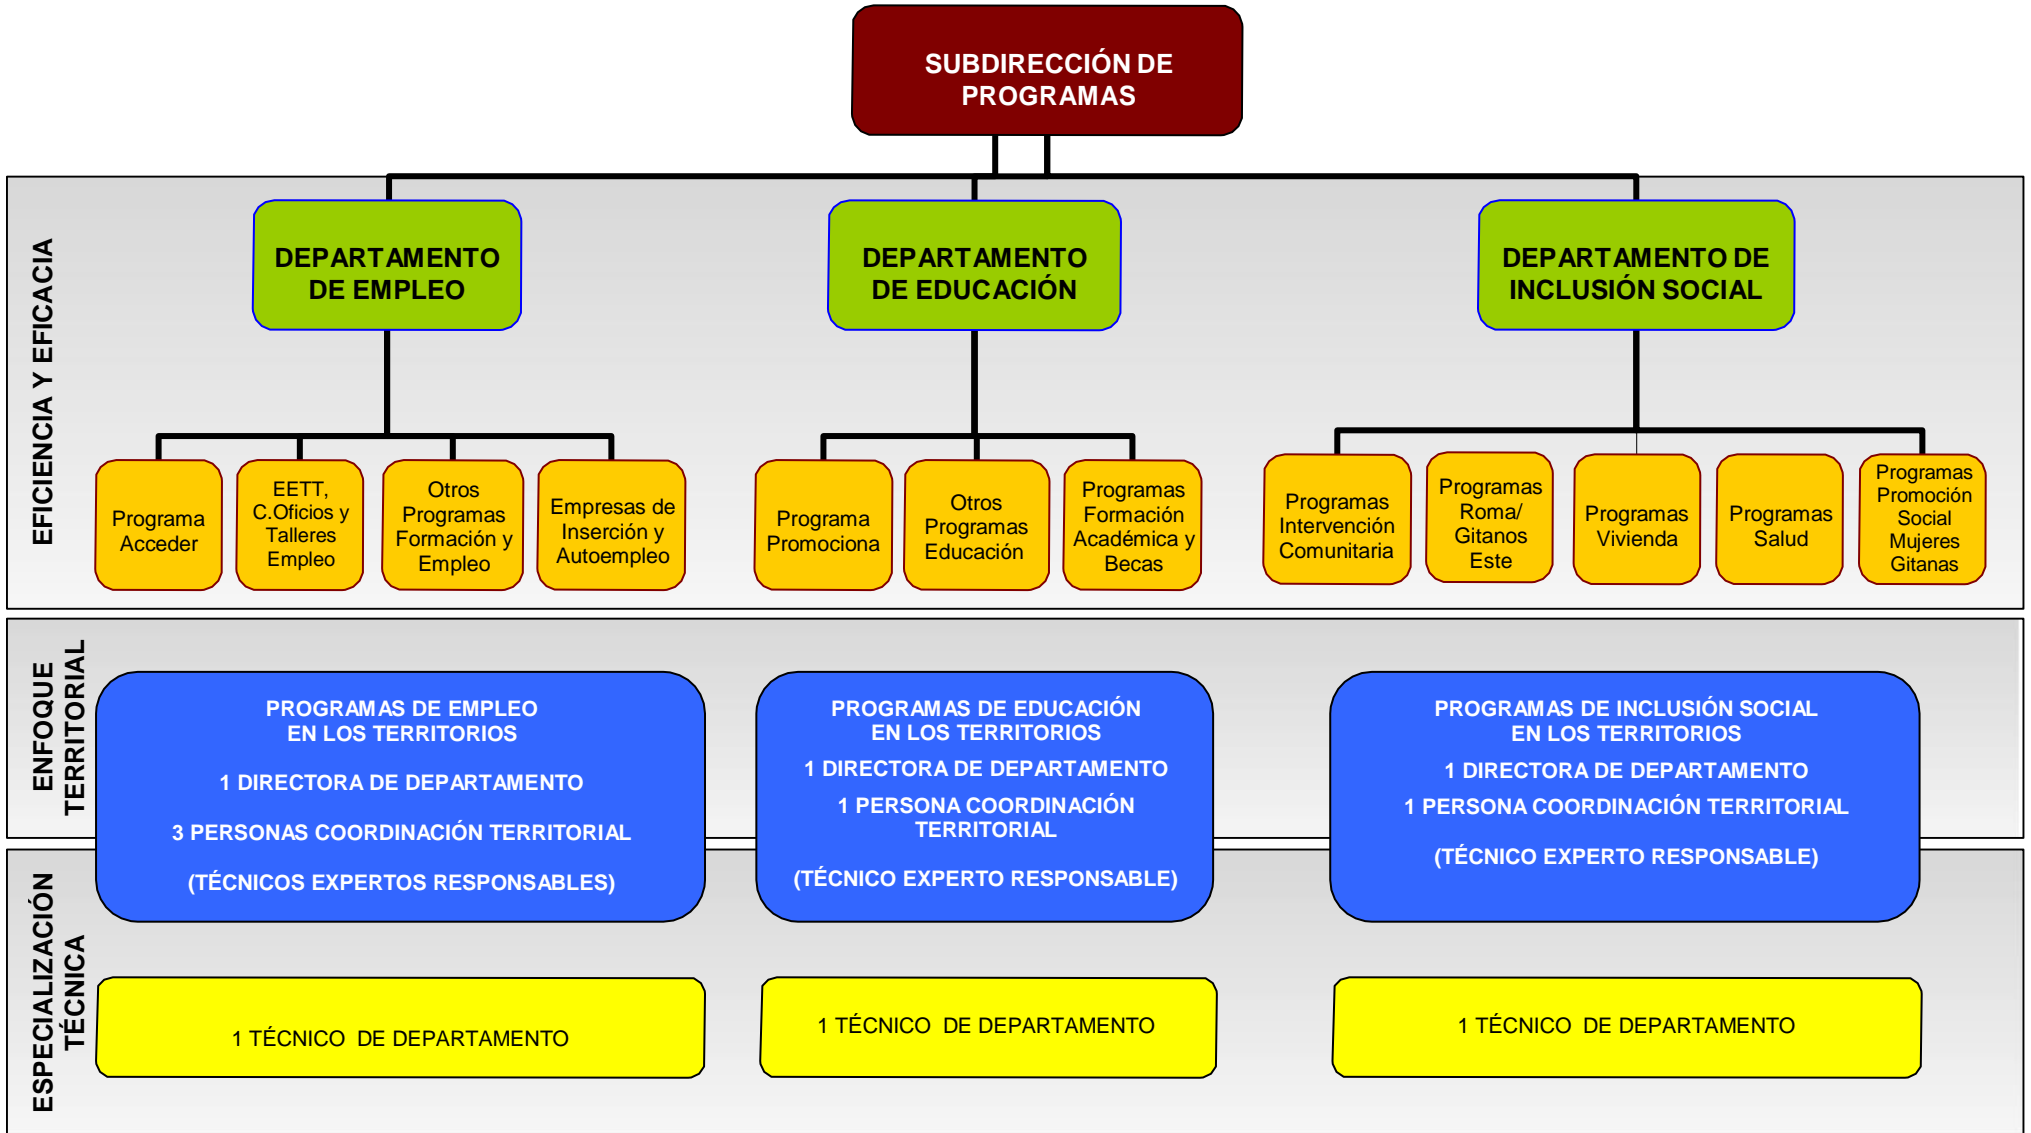 SUBDIRECCIÓN DE
PROGRAMAS
EFICIENCIA Y EFICACIA
DEPARTAMENTO
DE EMPLEO
DEPARTAMENTO
DE EDUCACIÓN
DEPARTAMENTO DE
INCLUSIÓN SOCIAL
Programa
Acceder
EETT,
C.Oficios y
Talleres
Empleo
Otros
Programas
Formación y
Empleo
Empresas de
Inserción y
Autoempleo
Programa
Promociona
Otros
Programas
Educación
Programas
Formación
Académica y
Becas
Programas
Intervención
Comunitaria
Programas
Roma/
Gitanos
Este
Programas
Vivienda
Programas
Salud
Programas
Promoción
Social
Mujeres
Gitanas
ENFOQUE
TERRITORIAL
PROGRAMAS DE EMPLEO
EN LOS TERRITORIOS
1 DIRECTORA DE DEPARTAMENTO
3 PERSONAS COORDINACIÓN TERRITORIAL
(TÉCNICOS EXPERTOS RESPONSABLES)
PROGRAMAS DE EDUCACIÓN
EN LOS TERRITORIOS
1 DIRECTORA DE DEPARTAMENTO
1 PERSONA COORDINACIÓN
TERRITORIAL
(TÉCNICO EXPERTO RESPONSABLE)
PROGRAMAS DE INCLUSIÓN SOCIAL
EN LOS TERRITORIOS
1 DIRECTORA DE DEPARTAMENTO
1 PERSONA COORDINACIÓN TERRITORIAL
(TÉCNICO EXPERTO RESPONSABLE)
ESPECIALIZACIÓN
TÉCNICA
1 TÉCNICO DE DEPARTAMENTO
1 TÉCNICO DE DEPARTAMENTO
1 TÉCNICO DE DEPARTAMENTO